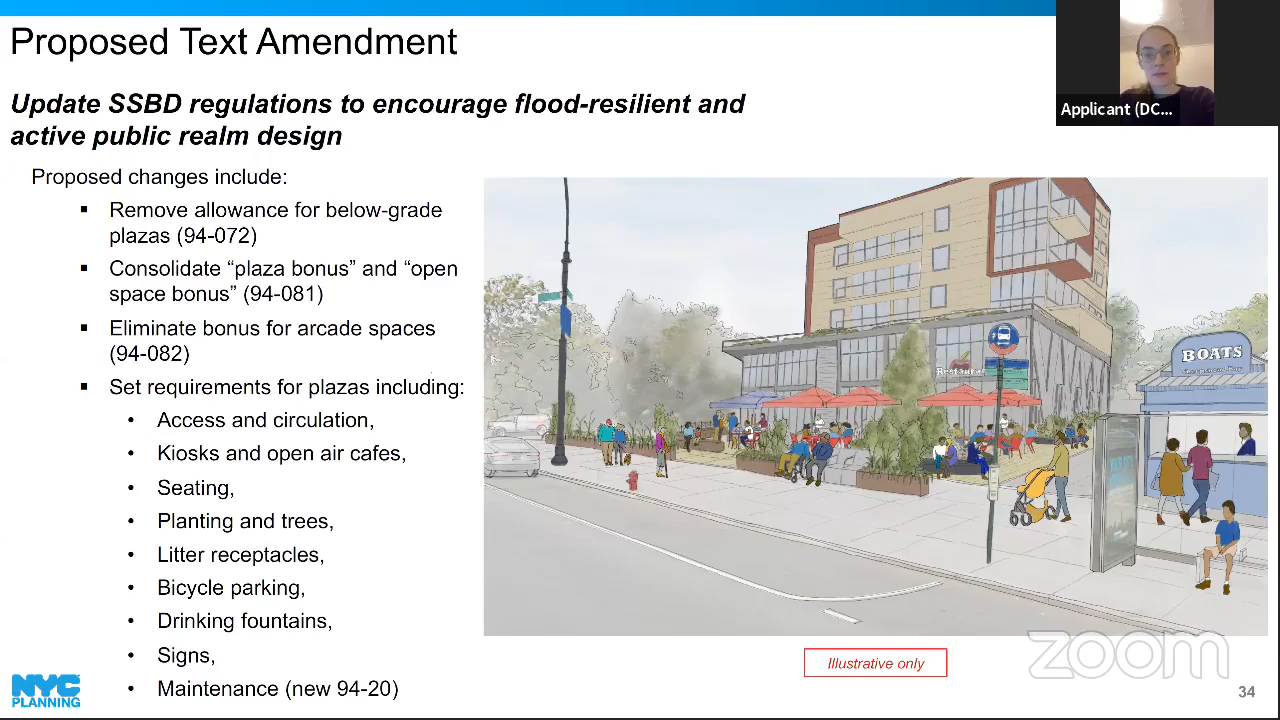 Proposed Text Amendment
Applicant (DC...
Update SSBD regulations to encourage flood-resilient and
active public realm design
Proposed changes include:
▪ Remove allowance for below-grade
plazas (94-072)
▪ Consolidate “plaza bonus” and “open
space bonus” (94-081)
▪ Eliminate bonus for arcade spaces
(94-082)
▪ Set requirements for plazas including:
• Access and circulation,
• Kiosks and open air cafes,
• Seating,
• Planting and trees,
• Litter receptacles,
• Bicycle parking,
• Drinking fountains,
• Signs,
• Maintenance (new 94-20)
BOATS
Restaurant
Illustrative only
zoom
NYC
PLANNING
34